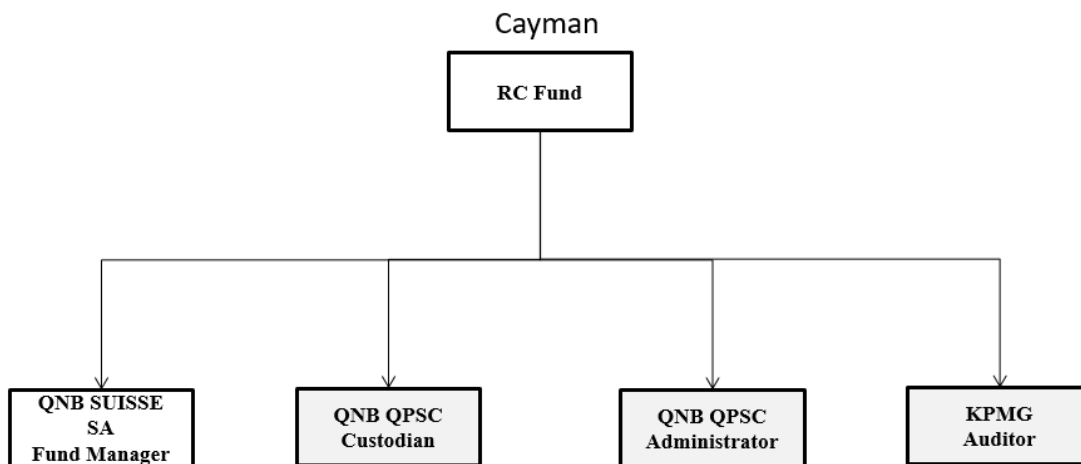 Cayman
RC Fund
QNB SUISSE
SA
Fund Manager
QNB QPSC
Custodian
QNB QPSC
Administrator
KPMG
Auditor